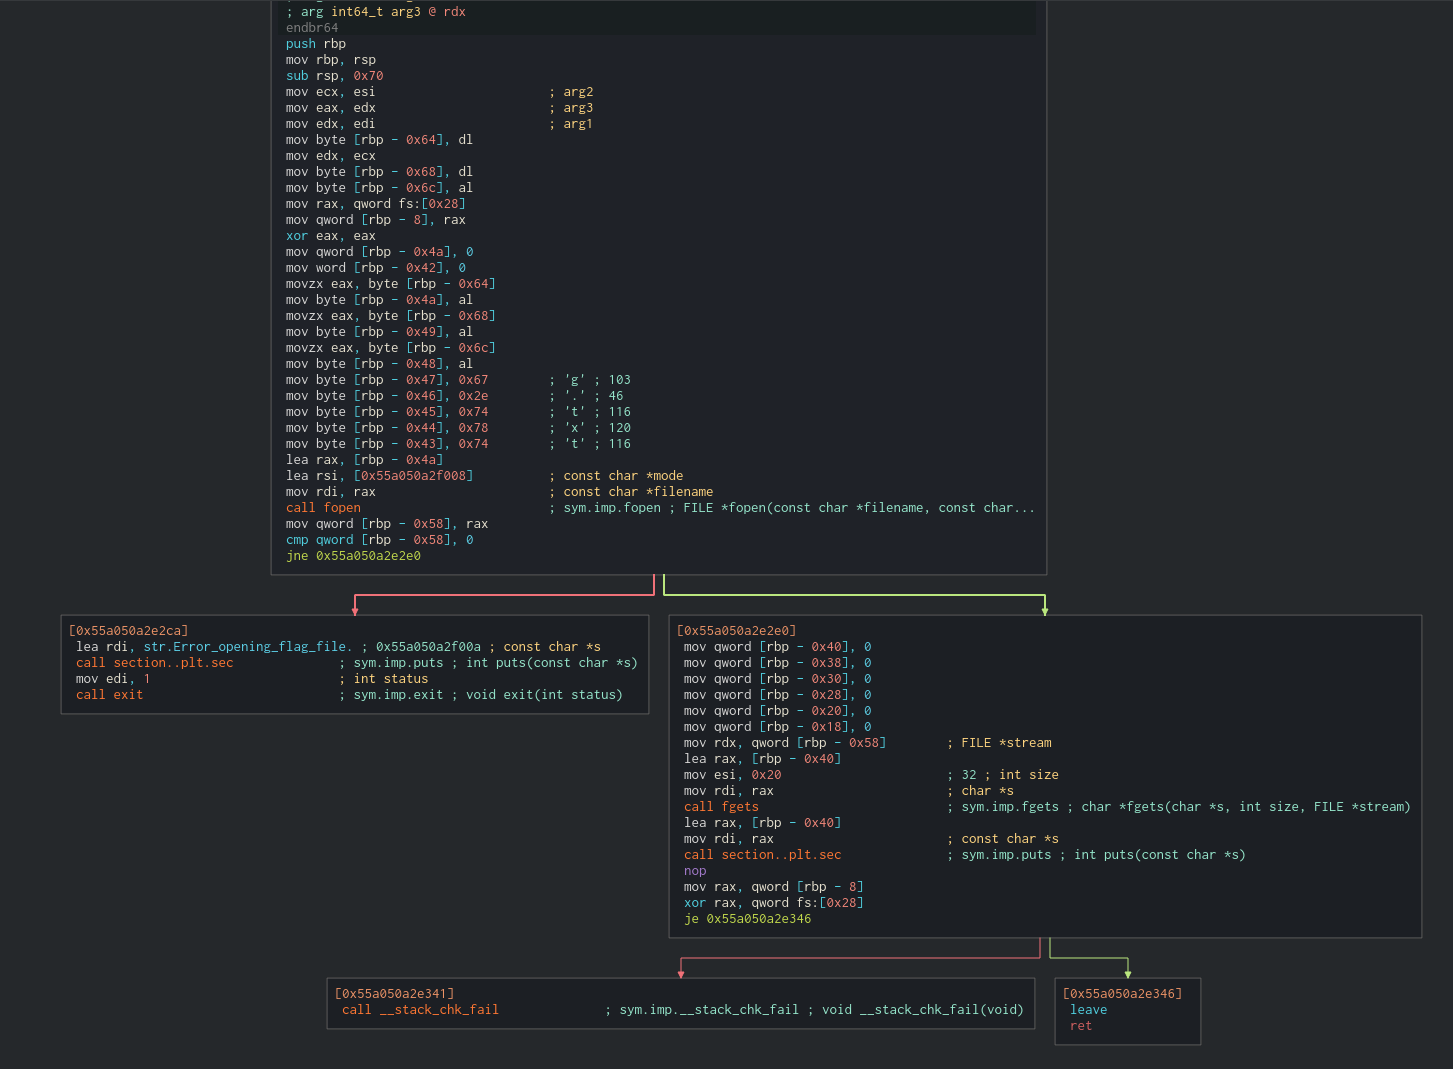 ; arg int64_t arg3 @ rdx
endbr64
push rbp
mov rbp, rsp
sub rsp, 0x70
mov ecx, esi ; arg2
mov eax, edx ; arg3
mov edx, edi ; arg1
mov byte [rbp - 0x64], dl
mov edx, ecx
mov byte [rbp - 0x68], dl
mov byte [rbp - 0x6c], al
mov rax, qword fs:[0x28]
mov qword [rbp - 8], rax
xor eax, eax
mov qword [rbp - 0x4a], 0
mov word [rbp - 0x42], 0
movzx eax, byte [rbp - 0x64]
mov byte [rbp - 0x4a], al
movzx eax, byte [rbp - 0x68]
mov byte [rbp - 0x49], al
movzx eax, byte [rbp - 0x6c]
mov byte [rbp - 0x48], al
mov byte [rbp - 0x47], 0x67 ; 'g' ; 103
mov byte [rbp - 0x46], 0x2e ; '.' ; 46
mov byte [rbp - 0x45], 0x74 ; 't' ; 116
mov byte [rbp - 0x44], 0x78 ; 'x' ; 120
mov byte [rbp - 0x43], 0x74 ; 't' ; 116
lea rax, [rbp - 0x4a]
lea rsi, [0x55a050a2f008] ; const char *mode
mov rdi, rax ; const char *filename
call fopen ; sym.imp.fopen ; FILE *fopen(const char *filename, const char...
mov qword [rbp - 0x58], rax
cmp qword [rbp - 0x58], 0
jne 0x55a050a2e2e0
[0x55a050a2e2ca]
lea rdi, str.Error_opening_flag_file. ; 0x55a050a2f00a ; const char *s
call section..plt.sec ; sym.imp.puts ; int puts(const char *s)
mov edi, 1 ; int status
call exit ; sym.imp.exit ; void exit(int status)
[0x55a050a2e2e0]
mov qword [rbp - 0x40], 0
mov qword [rbp - 0x38], 0
mov qword [rbp - 0x30], 0
mov qword [rbp - 0x28], 0
mov qword [rbp - 0x20], 0
mov qword [rbp - 0x18], 0
mov rdx, qword [rbp - 0x58] ; FILE *stream
lea rax, [rbp - 0x40]
mov esi, 0x20 ; 32 ; int size
mov rdi, rax ; char *s
call fgets ; sym.imp.fgets ; char *fgets(char *s, int size, FILE *stream)
lea rax, [rbp - 0x40]
mov rdi, rax ; const char *s
call section..plt.sec ; sym.imp.puts ; int puts(const char *s)
nop
mov rax, qword [rbp - 8]
xor rax, qword fs:[0x28]
je 0x55a050a2e346
[0x55a050a2e341]
call __stack_chk_fail ; sym.imp.__stack_chk_fail ; void __stack_chk_fail(void)
[0x55a050a2e346]
leave
ret